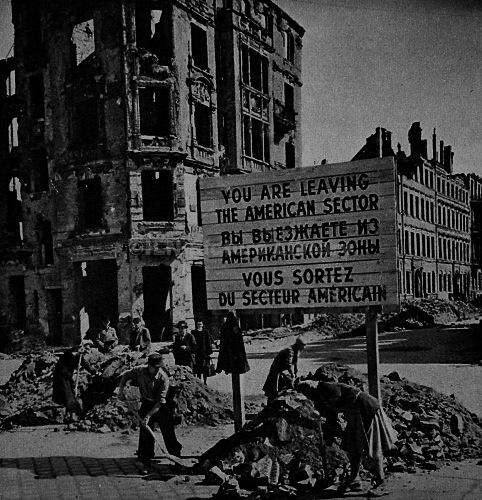 YOU ARE LEAVING
THE AMERICAN SECTOR
ВЫ ВЫЕЗЖАЕТЕ ИЗ
АМЕРИКАНСКОЙ ЗОНЫ
VOUS SORTEZ
DU SECTEUR AMÉRICAIN